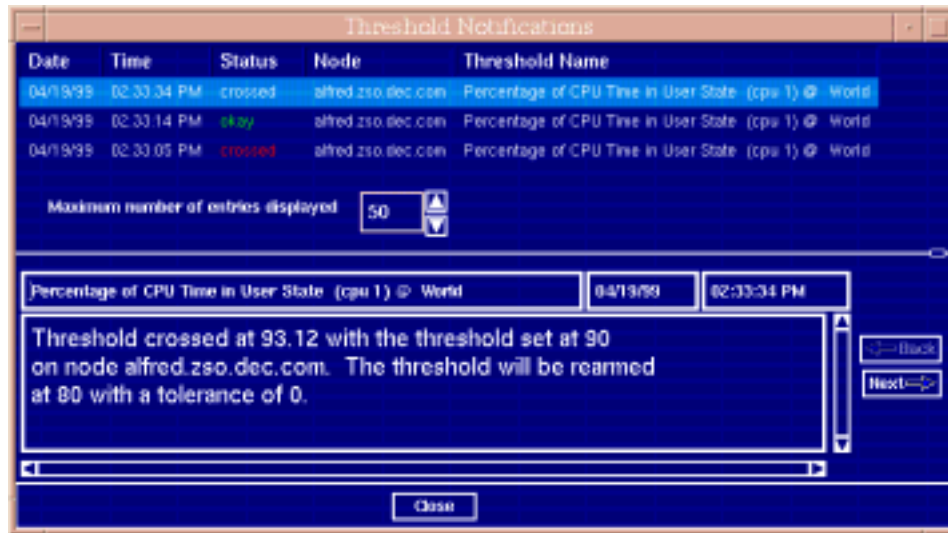 Threshold Notifications
Date Time Status Node Threshold Name
04/19/99 02:33:34 PM crossed alfred.zso.dec.com Percentage of CPU Time in User State (cpu 1) @ World
04/19/99 02:33:14 PM okay alfred.zso.dec.com Percentage of CPU Time in User State (cpu 1) @ World
04/19/99 02:33:05 PM crossed alfred.zso.dec.com Percentage of CPU Time in User State (cpu 1) @ World
Maximum number of entries displayed 50
Percentage of CPU Time in User State (cpu 1) @ World 04/19/99 02:33:34 PM
Threshold crossed at 93.12 with the threshold set at 90
on node alfred.zso.dec.com. The threshold will be rearmed
at 80 with a tolerance of 0.
Back
Next
Close